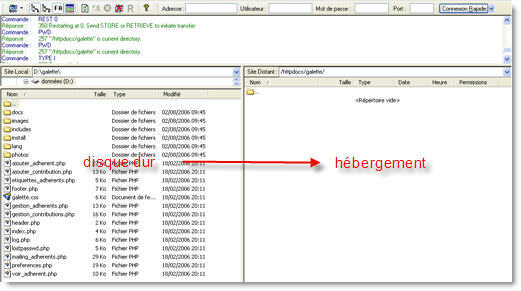 Adresse : Utilisateur : Mot de passe : Port : Connexion Rapide
Commande : REST 0
Réponse : 350 Restarting at 0. Send STORE or RETRIEVE to initiate transfer
Commande : PWD
Réponse : 257 "/httpdocs/galette" is current directory.
Commande : PWD
Réponse : 257 "/httpdocs/galette" is current directory.
Commande : TYPE I
Site Local : D:\galette\ Site Distant : /httpdocs/galette/
données (D:)
Nom Taille Type Modifié
Nom Taille Type Date Heure Permissions
..
..
<Répertoire vide>
docs Dossier de fichiers 02/08/2006 09:45
images Dossier de fichiers 02/08/2006 09:45
includes Dossier de fichiers 02/08/2006 09:45
install Dossier de fichiers 02/08/2006 09:45
lang Dossier de fichiers 02/08/2006 09:45
photos Dossier de fichiers 02/08/2006 09:45
ajouter_adherent.php Fichier PHP 18/02/2006 20:11
disque dur hébergement
ajouter_contribution.php 13 Ko Fichier PHP 18/02/2006 20:11
etiquettes_adherents.php 5 Ko Fichier PHP 18/02/2006 20:11
footer.php 2 Ko Fichier PHP 18/02/2006 20:11
galette.css 6 Ko Document de fe... 18/02/2006 20:11
gestion_adherents.php 13 Ko Fichier PHP 18/02/2006 20:11
gestion_contributions.php 16 Ko Fichier PHP 18/02/2006 20:11
header.php 2 Ko Fichier PHP 18/02/2006 20:11
index.php 4 Ko Fichier PHP 18/02/2006 20:11
log.php 6 Ko Fichier PHP 18/02/2006 20:11
lostpasswd.php 5 Ko Fichier PHP 18/02/2006 20:11
mailing_adherents.php 29 Ko Fichier PHP 18/02/2006 20:11
preferences.php 19 Ko Fichier PHP 18/02/2006 20:11
voir_adherent.php 10 Ko Fichier PHP 18/02/2006 20:11